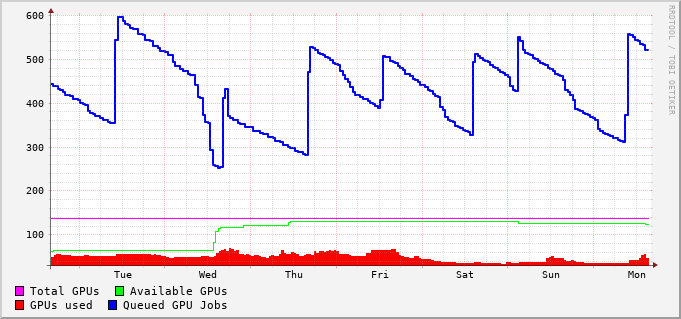 600
500
400
300
200
100
Tue Wed Thu Fri Sat Sun Mon
Total GPUs Available GPUs
GPUs used Queued GPU Jobs
RRDTOOL / TOBI OETIKER